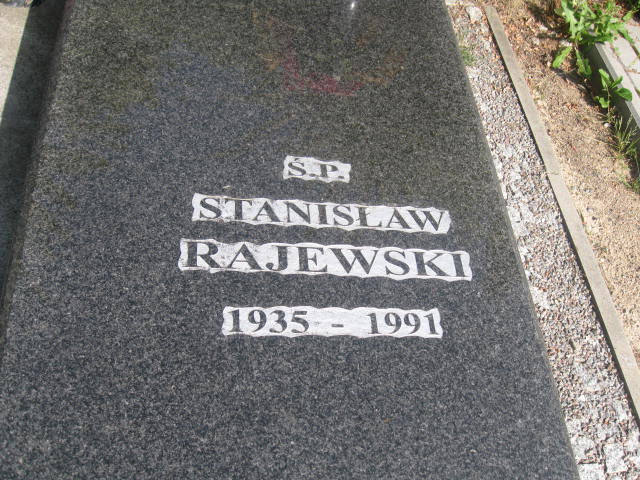 Ś.P.
STANISŁAW
RAJEWSKI
1935 - 1991